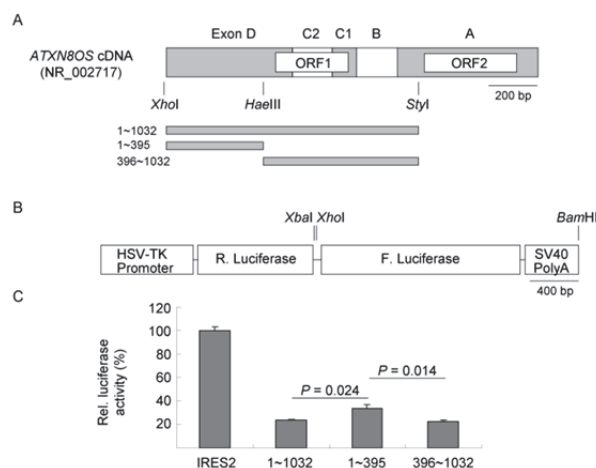 A
Exon D C2 C1 B A
ATXN8OS cDNA
(NR_002717)
ORF1 ORF2
XhoI HaeIII StyI 200 bp
1~1032
1~395
396~1032
B
XbaI XhoI BamHI
HSV-TK
Promoter
R. Luciferase
F. Luciferase
SV40
PolyA
400 bp
C
Rel. luciferase
activity (%)
120
100
80
60
40
20
P = 0.024
P = 0.014
IRES2 1~1032 1~395 396~1032